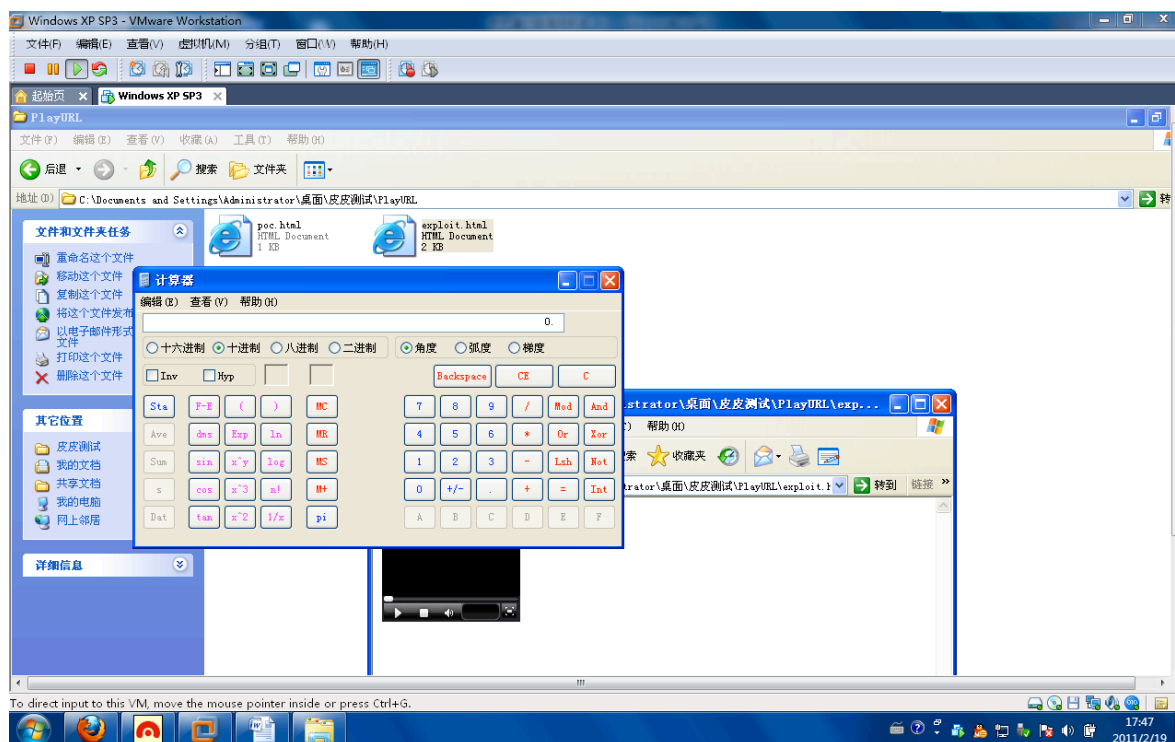 Windows XP SP3 - VMware Workstation
文件(F) 编辑(E) 查看(V) 虚拟机(M) 分组(T) 窗口(W) 帮助(H)
起始页 Windows XP SP3
PlayURL
文件(F) 编辑(E) 查看(V) 收藏(A) 工具(T) 帮助(H)
后退 搜索 文件夹
地址(D) C:\Documents and Settings\Administrator\桌面\皮皮测试\PlayURL 转
文件和文件夹任务
重命名这个文件
移动这个文件
复制这个文件
将这个文件发布
以电子邮件形式
文件
打印这个文件
删除这个文件
其它位置
皮皮测试
我的文档
共享文档
我的电脑
网上邻居
详细信息
poc.html
HTML Document
1 KB
exploit.html
HTML Document
2 KB
计算器
编辑(E) 查看(V) 帮助(H)
0.
十六进制 十进制 八进制 二进制 角度 弧度 梯度
Inv Hyp Backspace CE C
Sta F-E ( ) MC 7 8 9 / Mod And
Ave dms Exp ln MR 4 5 6 * Or Xor
Sum sin x^y log MS 1 2 3 - Lsh Not
s cos x^3 n! M+ 0 +/- . + = Int
Dat tan x^2 1/x pi A B C D E F
istrator\桌面\皮皮测试\PlayURL\exp...
帮助(H)
索 收藏夹
trator\桌面\皮皮测试\PlayURL\exploit.h 转到 链接 »
To direct input to this VM, move the mouse pointer inside or press Ctrl+G.
17:47
2011/2/19